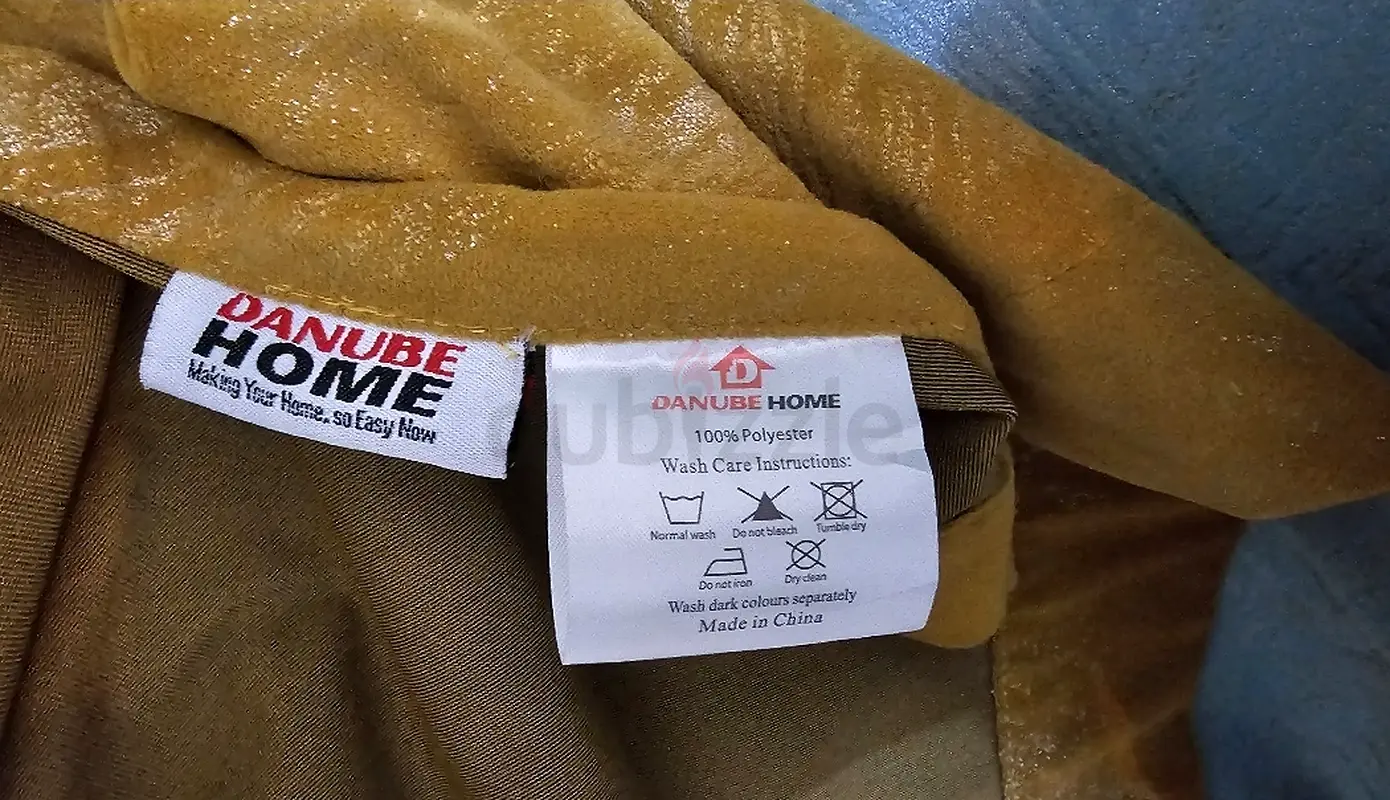 DANUBE
HOME
Making Your Home, so Easy Now
D
DANUBE HOME
100% Polyester
Wash Care Instructions:
Normal wash Do not bleach Tumble dry
Do not iron Dry clean
Wash dark colours separately
Made in China
dubizzle